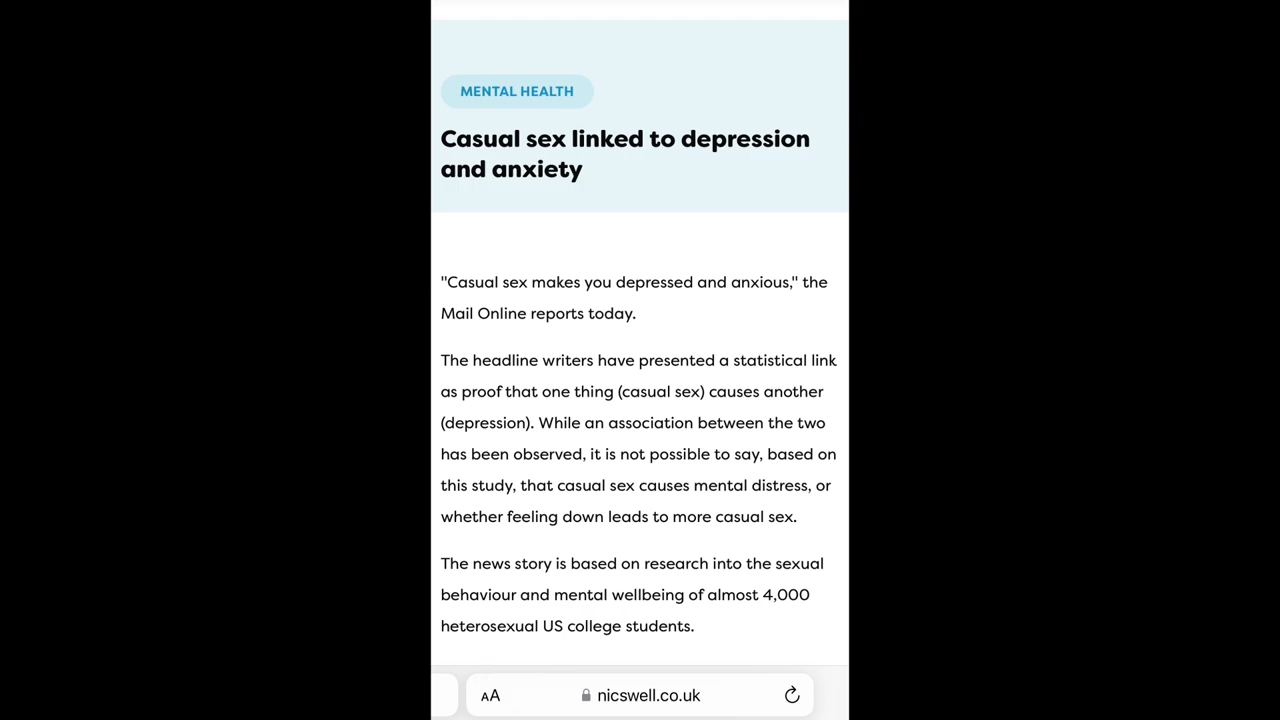 MENTAL HEALTH
Casual sex linked to depression
and anxiety
"Casual sex makes you depressed and anxious," the
Mail Online reports today.
The headline writers have presented a statistical link
as proof that one thing (casual sex) causes another
(depression). While an association between the two
has been observed, it is not possible to say, based on
this study, that casual sex causes mental distress, or
whether feeling down leads to more casual sex.
The news story is based on research into the sexual
behaviour and mental wellbeing of almost 4,000
heterosexual US college students.
AA nicswell.co.uk